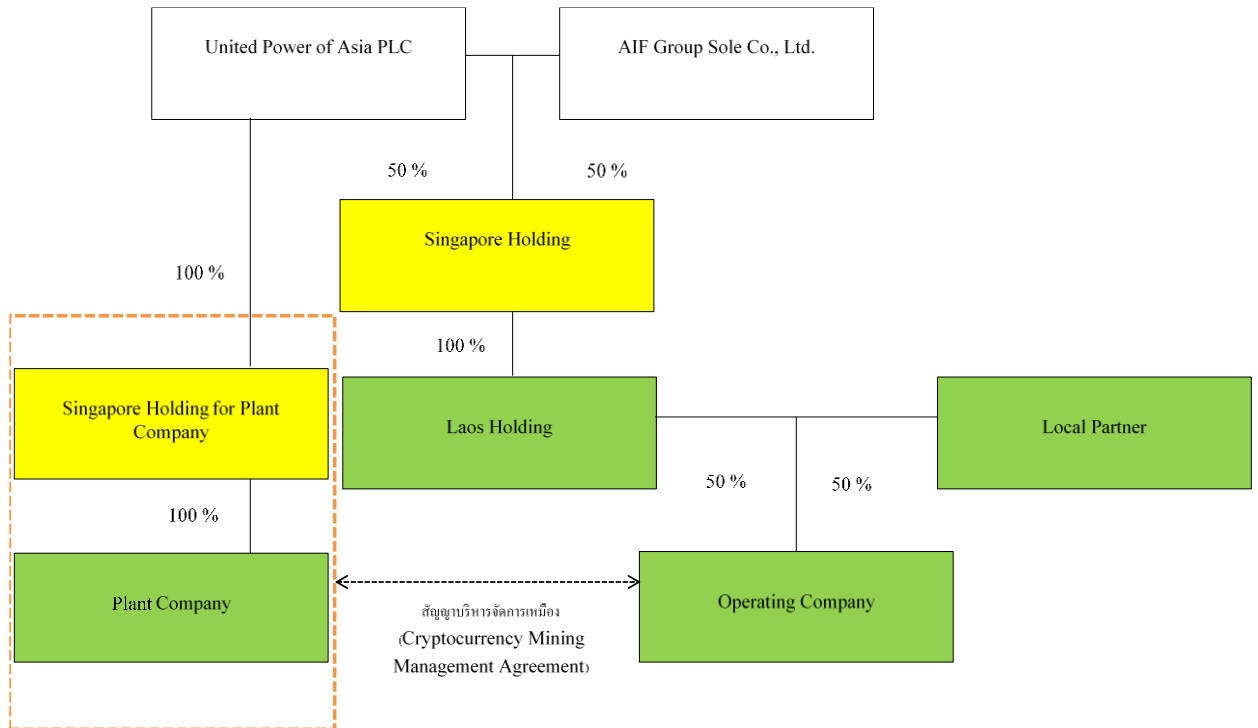 United Power of Asia PLC
AIF Group Sole Co., Ltd.
50 %
50 %
Singapore Holding
100 %
100 %
Singapore Holding for Plant
Company
Laos Holding
Local Partner
50 %
50 %
100 %
Plant Company
Operating Company
สัญญาบริหารจัดการเหมือง
(Cryptocurrency Mining
Management Agreement)